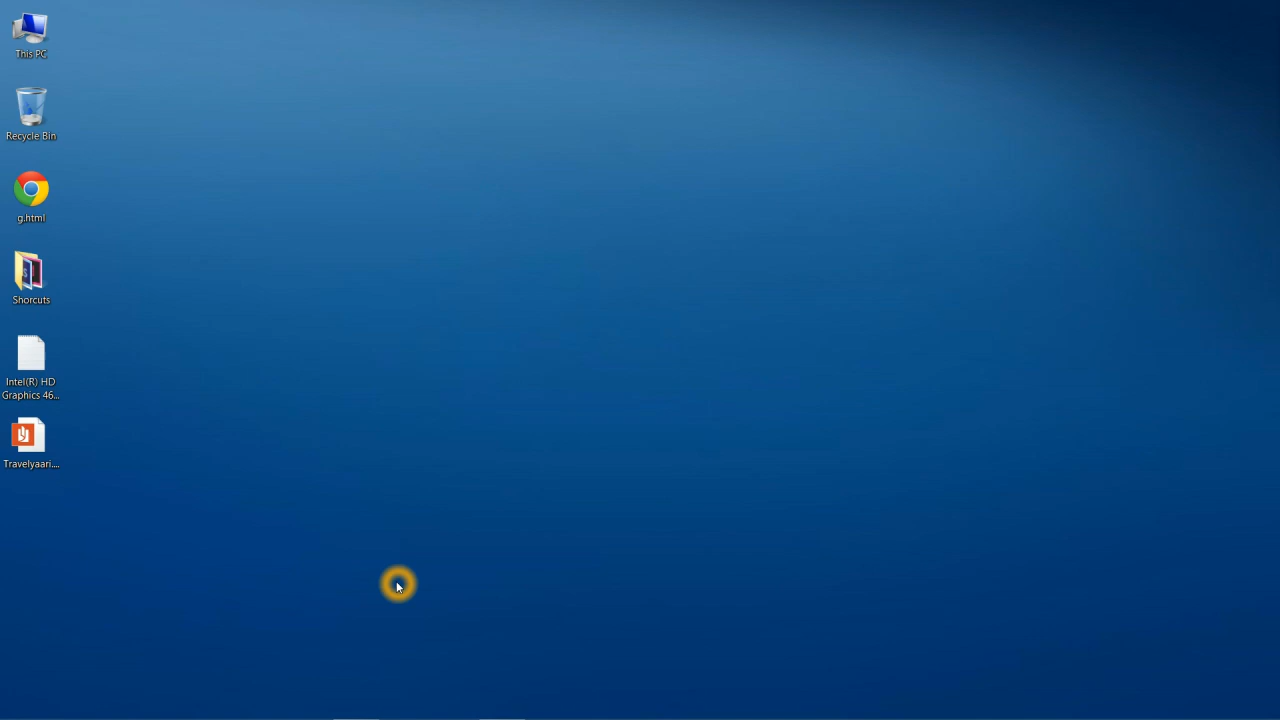 This PC
Recycle Bin
g.html
Shorcuts
Intel(R) HD
Graphics 46...
Travelyaari....